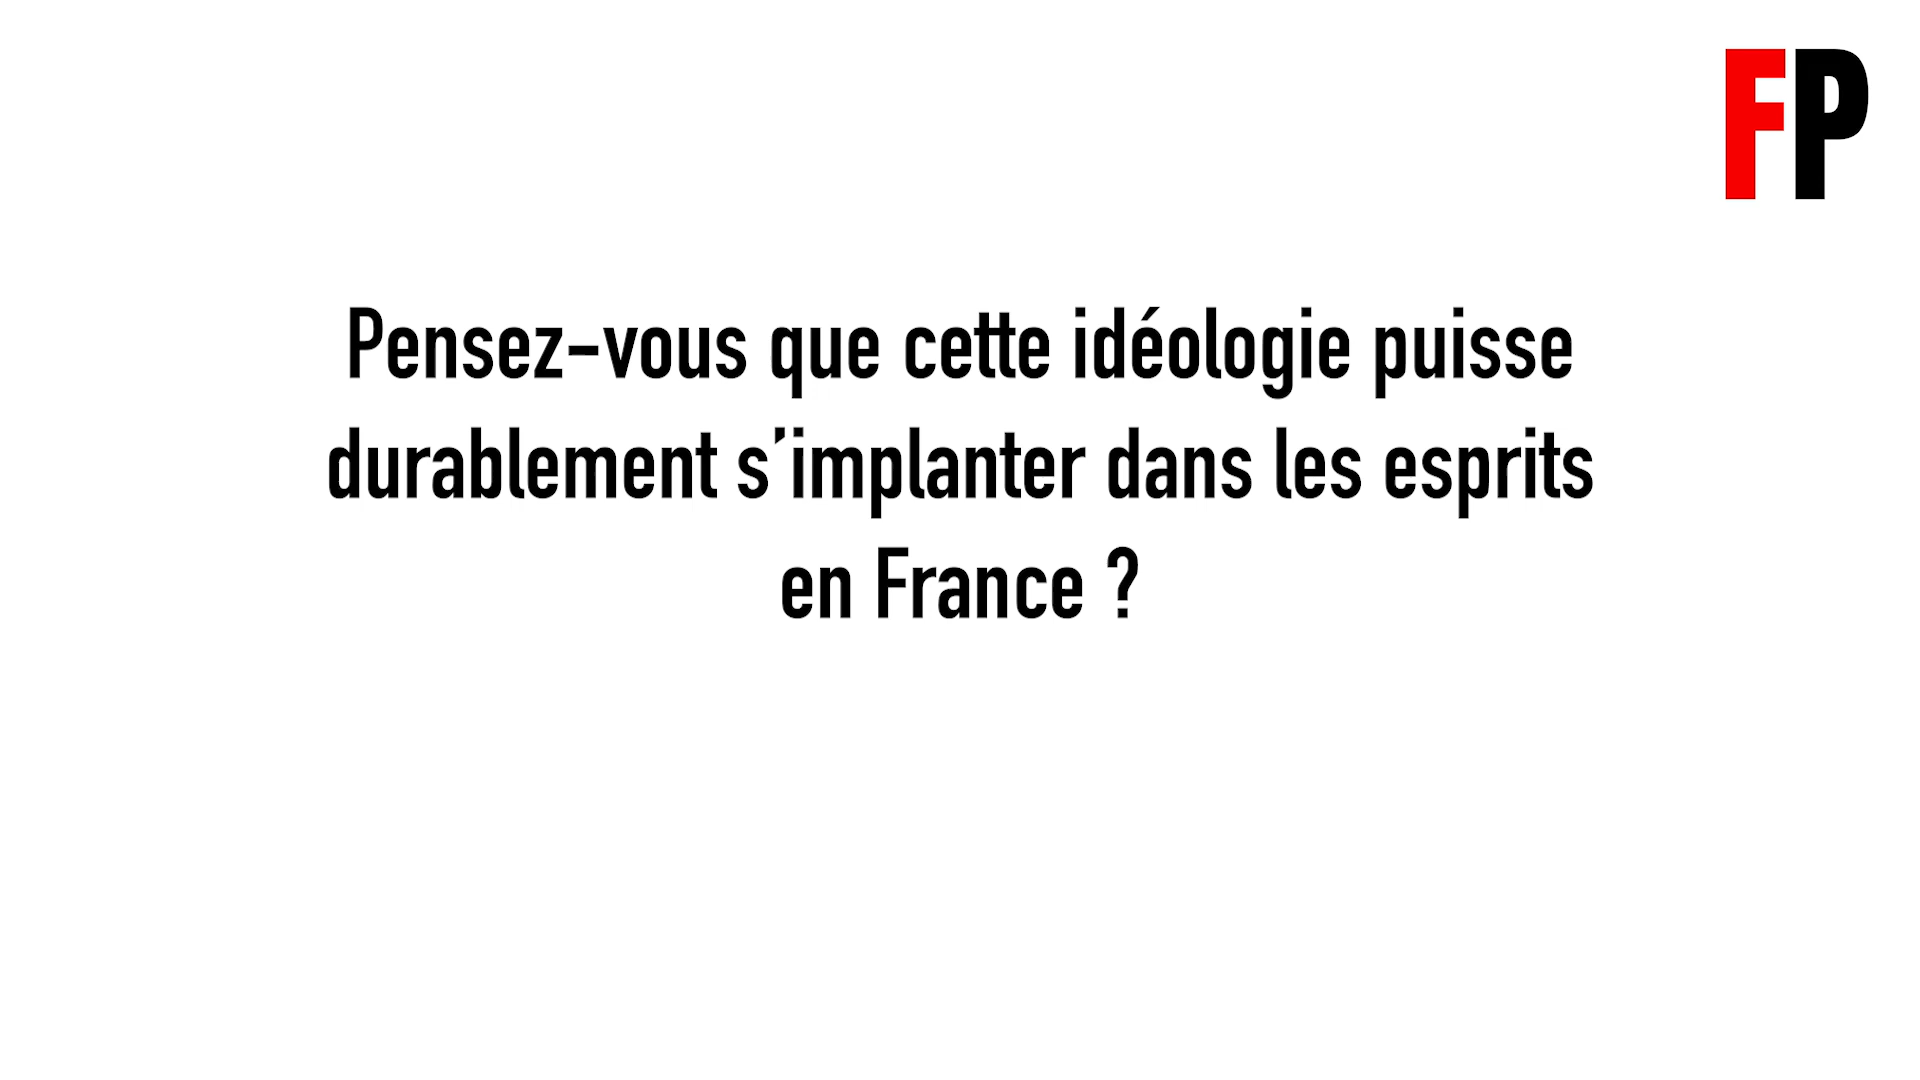 FP
Pensez-vous que cette idéologie puisse
durablement s’implanter dans les esprits
en France ?